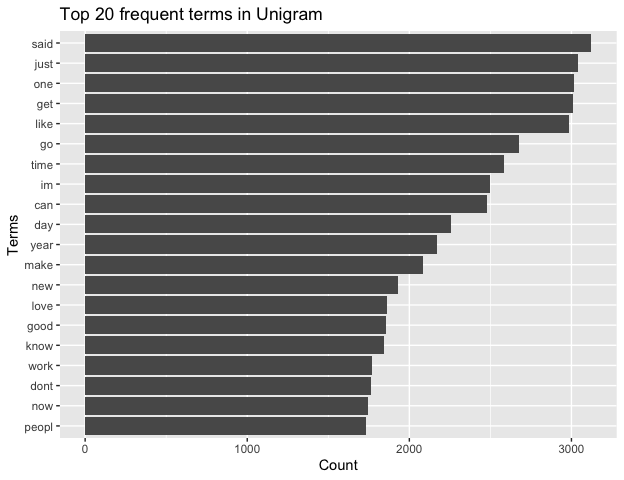 Top 20 frequent terms in Unigram
Terms
said
just
one
get
like
go
time
im
can
day
year
make
new
love
good
know
work
dont
now
peopl
0 1000 2000 3000
Count